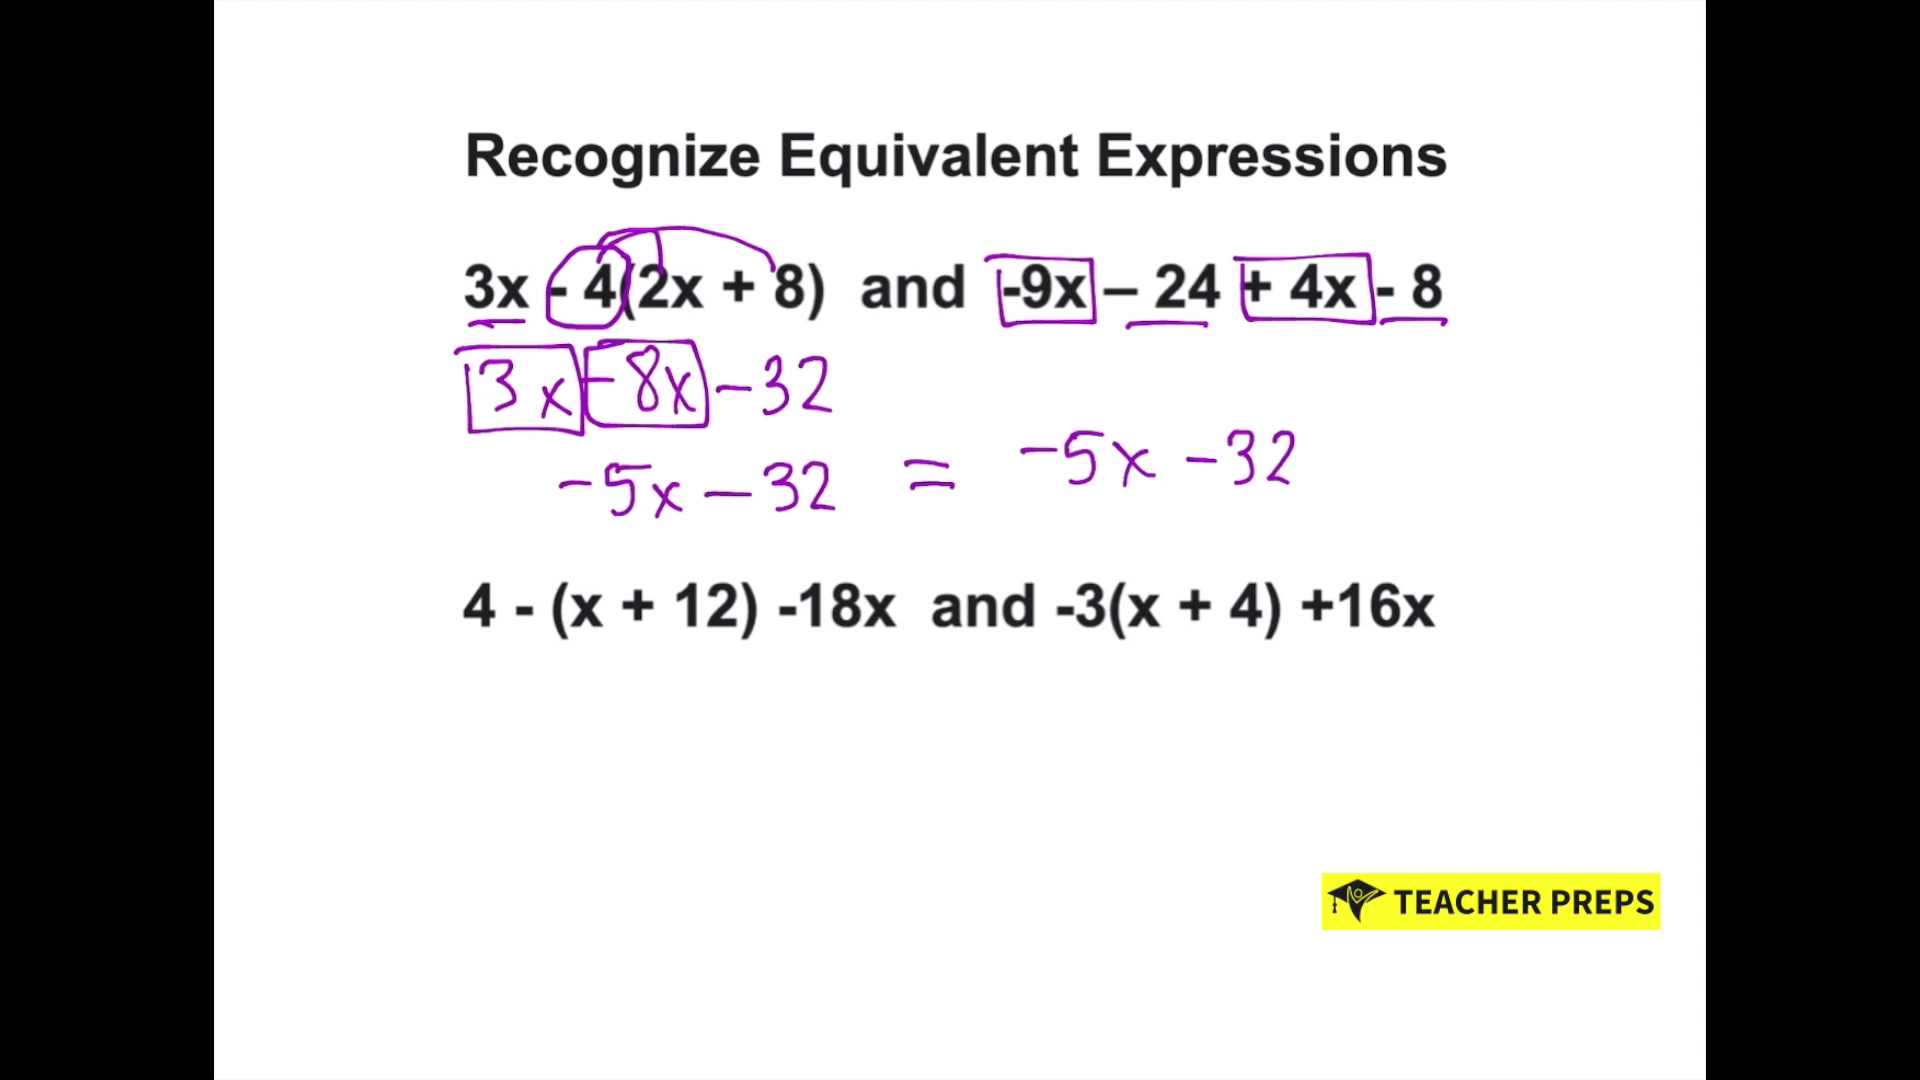 Recognize Equivalent Expressions
3x - 4(2x + 8) and -9x – 24 + 4x - 8
3x - 8x - 32
-5x - 32 = -5x - 32
4 - (x + 12) -18x and -3(x + 4) +16x
TEACHER PREPS